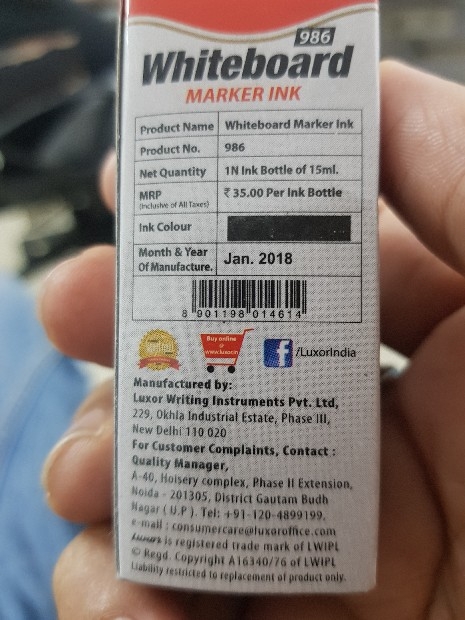 986
Whiteboard
MARKER INK
Product Name Whiteboard Marker Ink
Product No. 986
Net Quantity 1N Ink Bottle of 15ml.
MRP ₹ 35.00 Per Ink Bottle
(Inclusive of All Taxes)
Ink Colour
Month & Year
Of Manufacture. Jan. 2018
8 901198 014614
Buy online
@
www.luxor.in
/LuxorIndia
Manufactured by:
Luxor Writing Instruments Pvt. Ltd,
229, Okhla Industrial Estate, Phase III,
New Delhi 110 020
For Customer Complaints, Contact :
Quality Manager,
A-40, Hoisery complex, Phase II Extension,
Noida - 201305, District Gautam Budh
Nagar ( U.P ). Tel: +91-120-4899199,
e-mail : consumercare@luxoroffice.com
Luxor is registered trade mark of LWIPL
© Regd. Copyright A16340/76 of LWIPL
Liability restricted to replacement of product only.